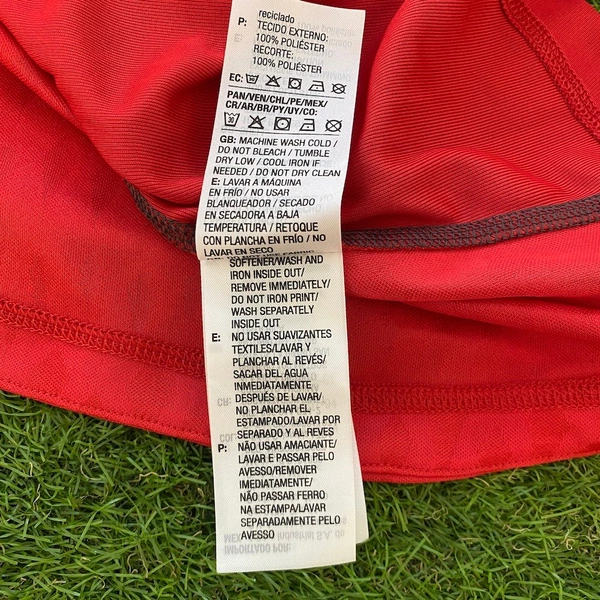 reciclado
P: TECIDO EXTERNO:
100% POLIÉSTER
RECORTE:
100% POLIÉSTER
EC:
PAN/VEN/CHL/PE/MEX/
CR/AR/BR/PY/UY/CO:
30
GB: MACHINE WASH COLD /
DO NOT BLEACH / TUMBLE
DRY LOW / COOL IRON IF
NEEDED / DO NOT DRY CLEAN
E: LAVAR A MÁQUINA
EN FRÍO / NO USAR
BLANQUEADOR / SECADO
EN SECADORA A BAJA
TEMPERATURA / RETOQUE
CON PLANCHA EN FRÍO / NO
LAVAR EN SECO
SOFTENER/WASH AND
IRON INSIDE OUT/
REMOVE IMMEDIATELY/
DO NOT IRON PRINT/
WASH SEPARATELY
INSIDE OUT
E: NO USAR SUAVIZANTES
TEXTILES/LAVAR Y
PLANCHAR AL REVÉS/
SACAR DEL AGUA
INMEDIATAMENTE
DESPUÉS DE LAVAR/
NO PLANCHAR EL
ESTAMPADO/LAVAR POR
SEPARADO Y AL REVES
P: NÃO USAR AMACIANTE/
LAVAR E PASSAR PELO
AVESSO/REMOVER
IMEDIATAMENTE/
NÃO PASSAR FERRO
NA ESTAMPA/LAVAR
SEPARADAMENTE PELO
AVESSO